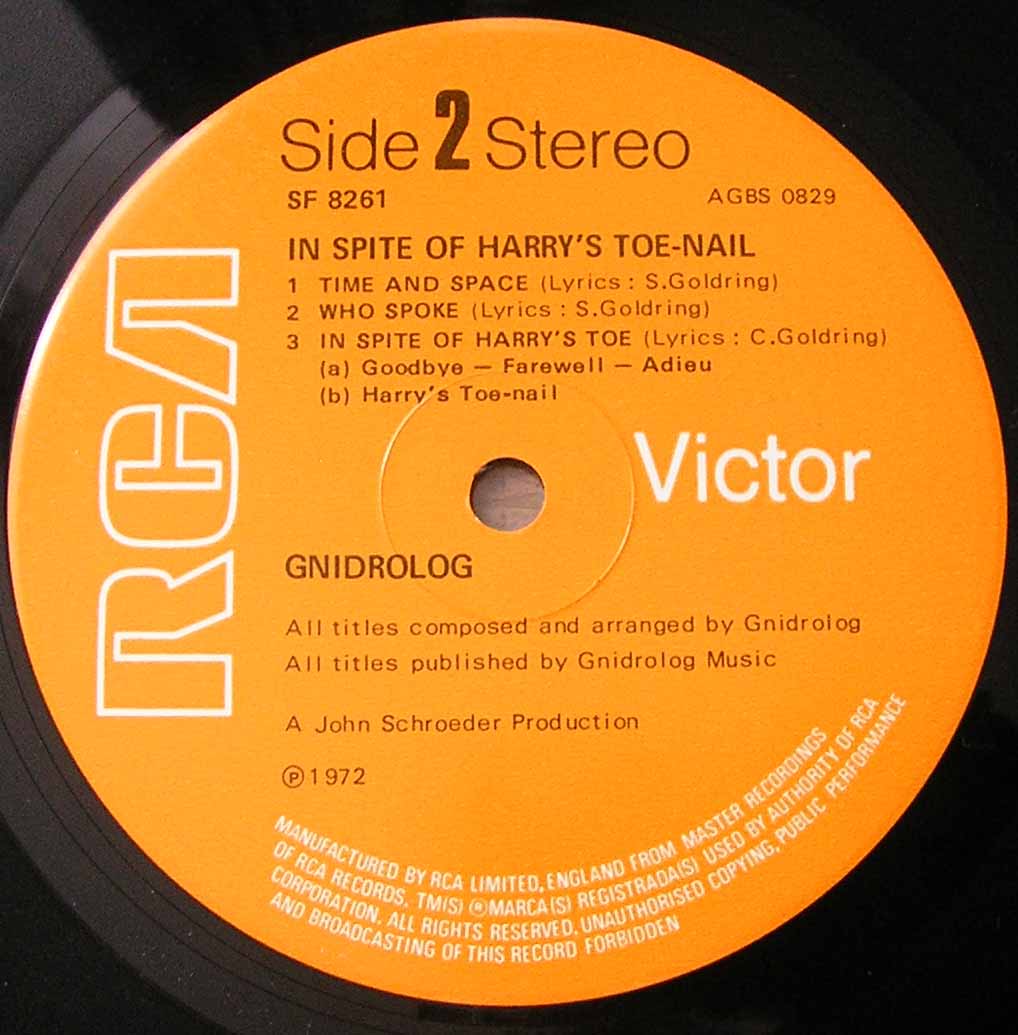 Side 2 Stereo
SF 8261 AGBS 0829
IN SPITE OF HARRY'S TOE-NAIL
1 TIME AND SPACE (Lyrics : S.Goldring)
2 WHO SPOKE (Lyrics : S.Goldring)
3 IN SPITE OF HARRY'S TOE (Lyrics : C.Goldring)
(a) Goodbye — Farewell — Adieu
(b) Harry's Toe-nail
RCA
Victor
GNIDROLOG
All titles composed and arranged by Gnidrolog
All titles published by Gnidrolog Music
A John Schroeder Production
℗1972
MANUFACTURED BY RCA LIMITED, ENGLAND FROM MASTER RECORDINGS
OF RCA RECORDS, TM(S) ®MARCA(S) REGISTRADA(S) USED BY AUTHORITY OF RCA
CORPORATION. ALL RIGHTS RESERVED. UNAUTHORISED COPYING, PUBLIC PERFORMANCE
AND BROADCASTING OF THIS RECORD FORBIDDEN